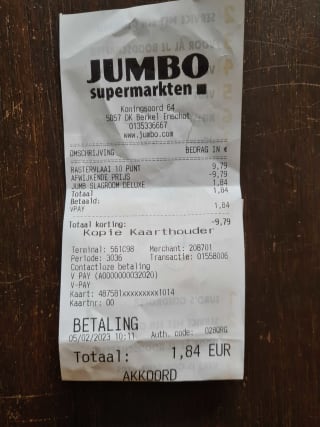 JUMBO
supermarkten
Koningsoord 64
5057 DK Berkel Enschot
0135336667
www.jumbo.com
OMSCHRIJVING BEDRAG IN €
RASTERVLAAI 10 PUNT 9,79
AFWIJKENDE PRIJS -9,79
JUMB SLAGROOM DELUXE 1,84
Totaal 1,84
Betaald:
VPAY 1,84
Totaal korting: -9,79
Kopie Kaarthouder
Terminal: 561C98 Merchant: 208701
Periode: 3036 Transactie: 01558006
Contactloze betaling
V PAY (A0000000032020)
V-PAY
Kaart: 487581xxxxxxxxx1014
Kaartnr: 00
BETALING
05/02/2023 10:11 Auth. code: 028QRG
Totaal: 1,84 EUR
AKKOORD